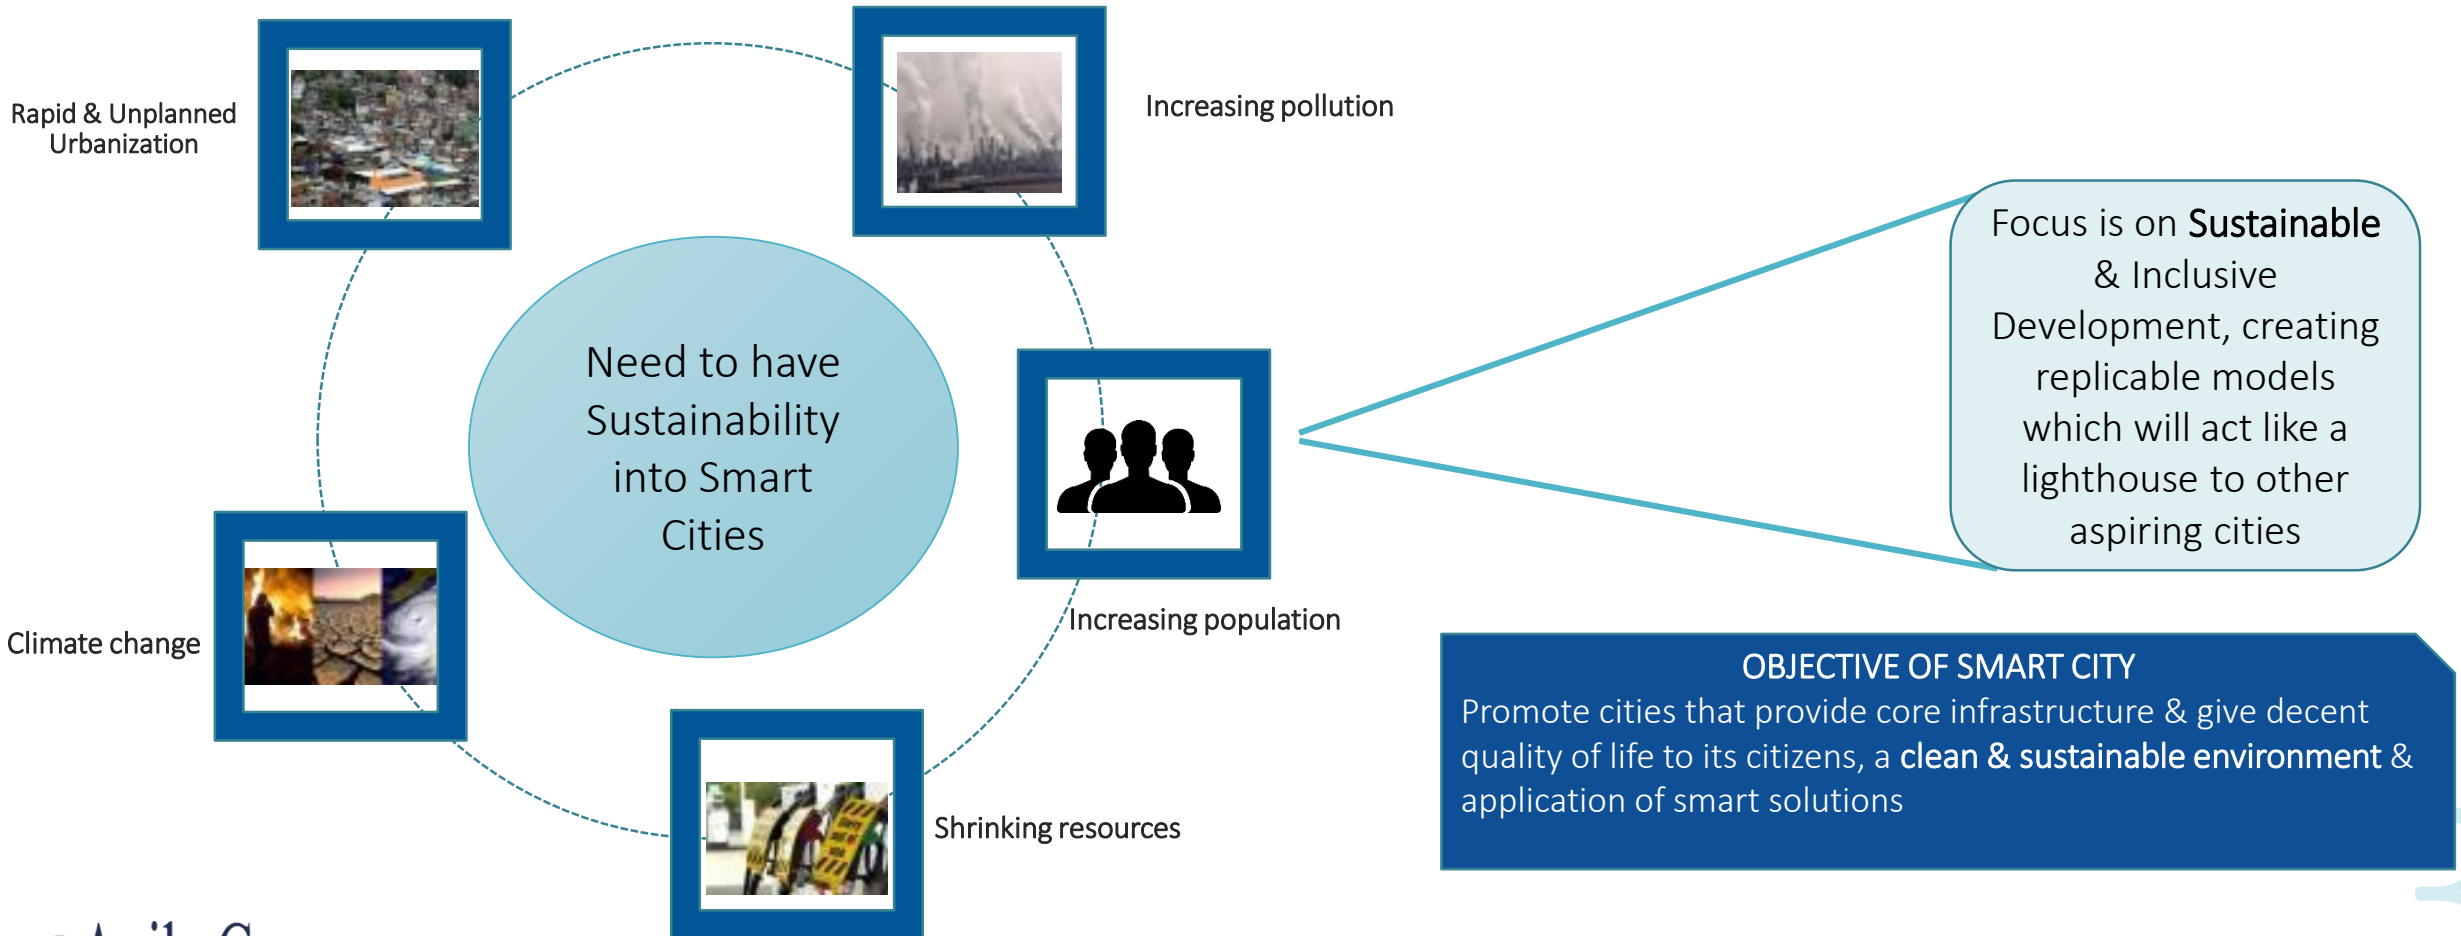 Rapid & Unplanned
Urbanization
Increasing pollution
Need to have
Sustainability
into Smart
Cities
Climate change
Increasing population
Shrinking resources
Focus is on Sustainable
& Inclusive
Development, creating
replicable models
which will act like a
lighthouse to other
aspiring cities
OBJECTIVE OF SMART CITY
Promote cities that provide core infrastructure & give decent
quality of life to its citizens, a clean & sustainable environment &
application of smart solutions